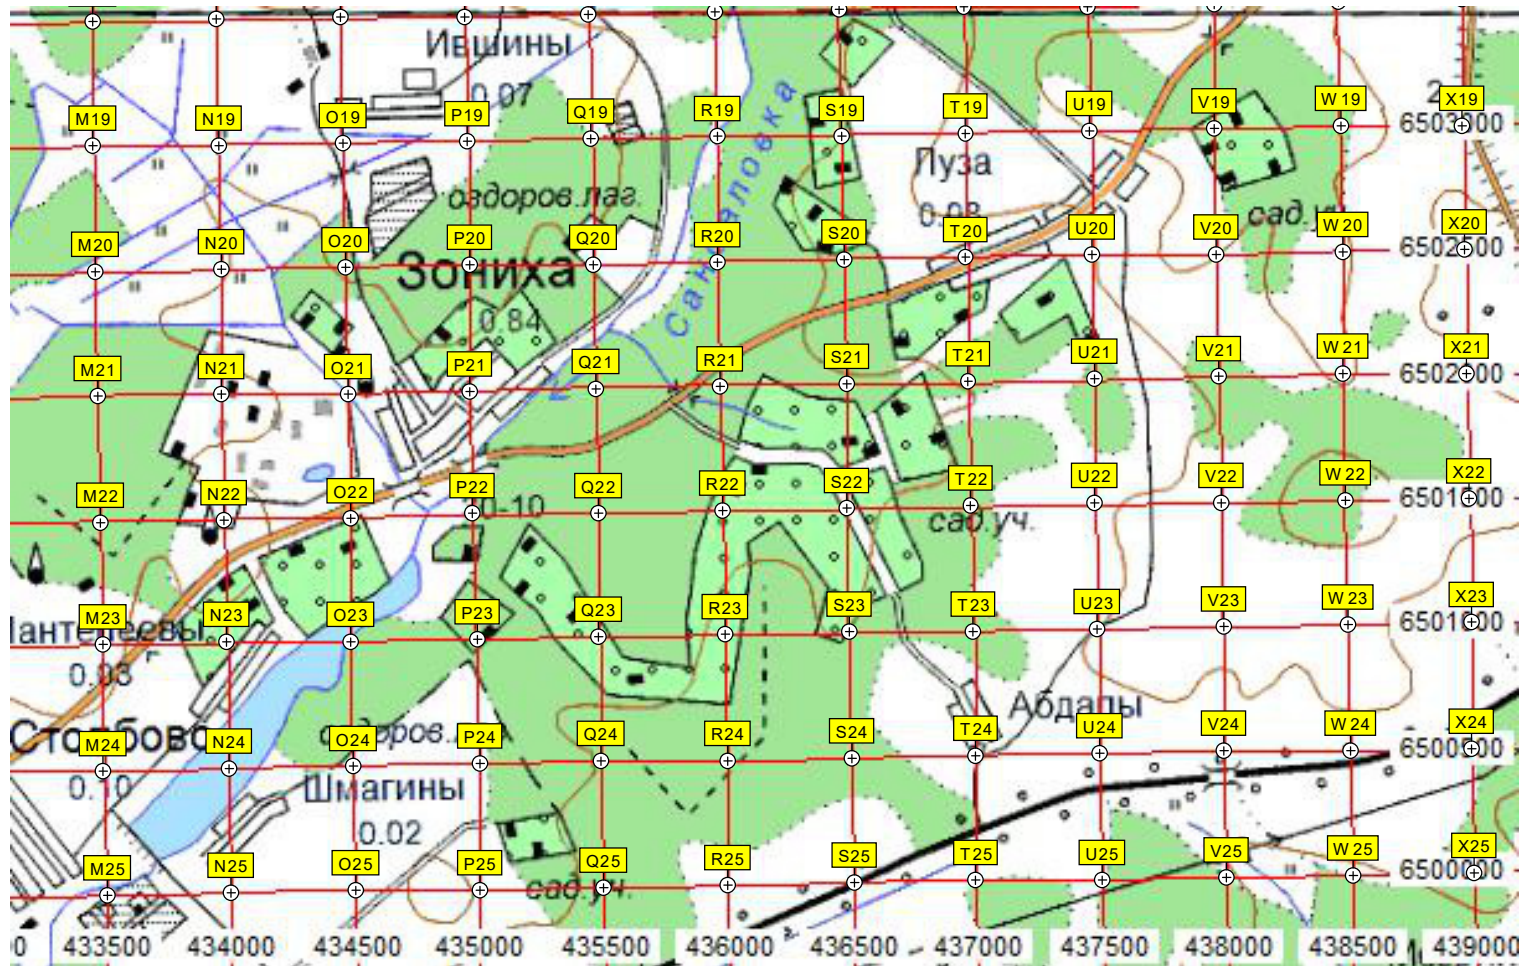 Ившины
0.07
M19 N19 O19 P19 Q19 R19 S19 T19 U19 V19 W19 X19
6503000
Луза
оздоров.лаг.
сад.уч.
M20 N20 O20 P20 Q20 R20 S20 T20 U20 V20 W20 X20
6502000
Зониха
0.84
M21 N21 O21 P21 Q21 R21 S21 T21 U21 V21 W21 X21
6502000
M22 N22 O22 P22 Q22 R22 S22 T22 U22 V22 W22 X22
6501000
сад.уч.
M23 N23 O23 P23 Q23 R23 S23 T23 U23 V23 W23 X23
6501000
0.03
Абдалы
M24 N24 O24 P24 Q24 R24 S24 T24 U24 V24 W24 X24
Шмагины
0.02
M25 N25 O25 P25 Q25 R25 S25 T25 U25 V25 W25 X25
6500000
сад.уч.
433500 434000 434500 435000 435500 436000 436500 437000 437500 438000 438500 439000